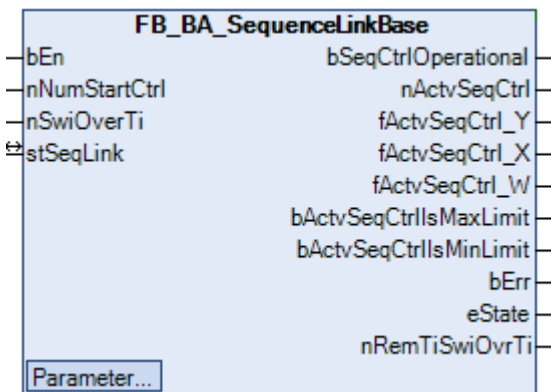 FB_BA_SequenceLinkBase
bEn bSeqCtrlOperational
nNumStartCtrl nActvSeqCtrl
nSwiOverTi fActvSeqCtrl_Y
stSeqLink fActvSeqCtrl_X
fActvSeqCtrl_W
bActvSeqCtrlIsMaxLimit
bActvSeqCtrlIsMinLimit
bErr
eState
nRemTiSwiOvrTi
Parameter...